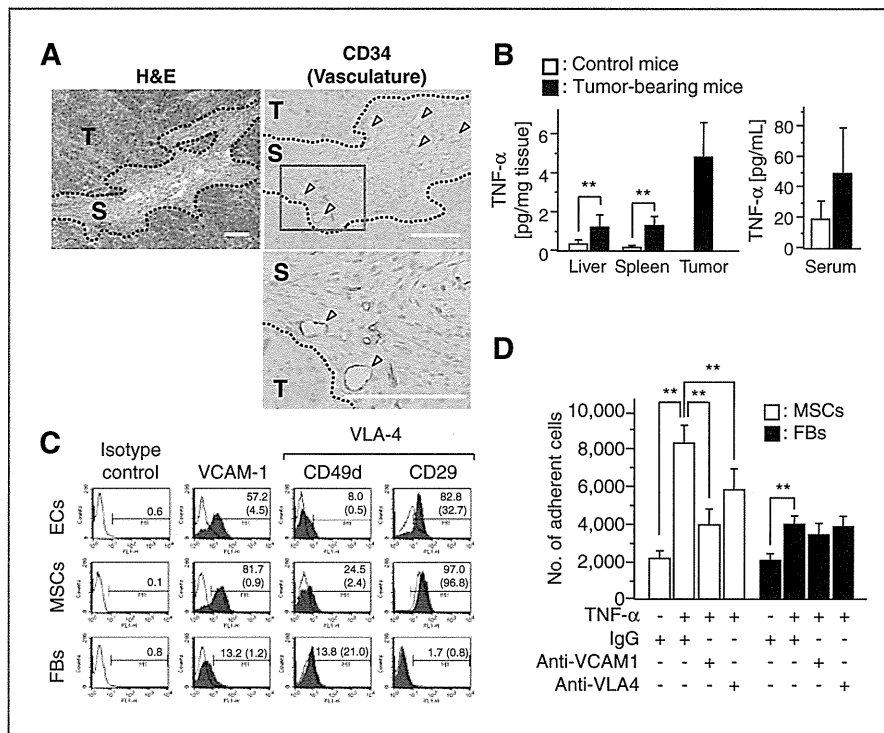 A
H&E
CD34
(Vasculature)
T
S
T
S
S
T
B
: Control mice
: Tumor-bearing mice
TNF-α
[pg/mg tissue]
6
4
2
0
**
**
Liver Spleen Tumor
TNF-α [pg/mL]
80
60
40
20
0
Serum
C
VLA-4
Isotype
control
VCAM-1
CD49d
CD29
ECs
0.6
57.2
(4.5)
8.0
(0.5)
82.8
(32.7)
MSCs
0.1
81.7
(0.9)
24.5
(2.4)
97.0
(96.8)
FBs
0.8
13.2 (1.2)
13.8 (21.0)
1.7 (0.8)
D
: MSCs
: FBs
No. of adherent cells
10,000
8,000
6,000
4,000
2,000
0
**
**
**
**
TNF-α - + + + - + + +
IgG + + - - + + - -
Anti-VCAM1 - - + - - - + -
Anti-VLA4 - - - + - - - +